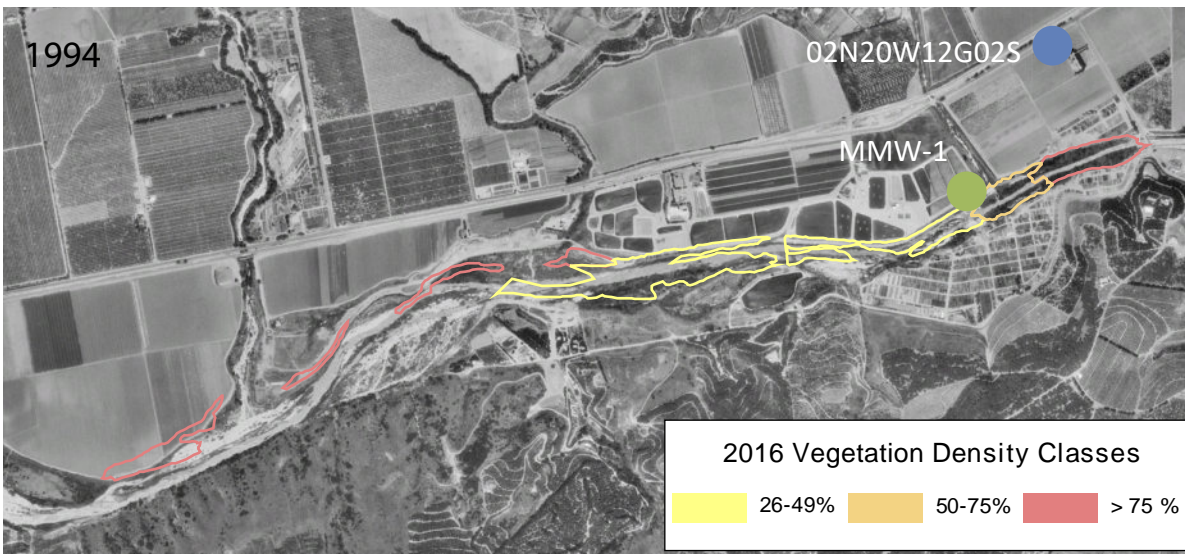 1994
02N20W12G02S
MMW-1
2016 Vegetation Density Classes
26-49%
50-75%
> 75 %